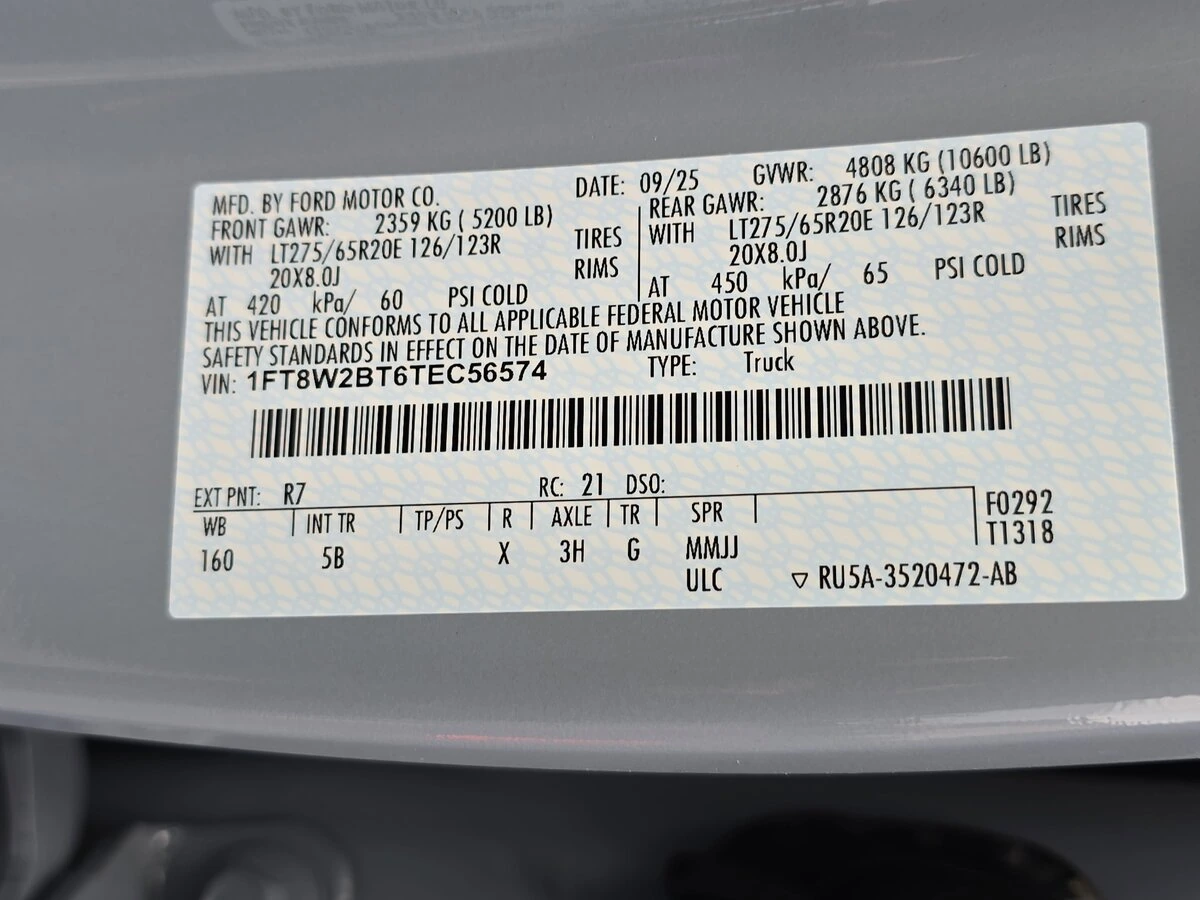 MFD. BY FORD MOTOR CO. DATE: 09/25 GVWR: 4808 KG (10600 LB)
FRONT GAWR: 2359 KG ( 5200 LB) REAR GAWR: 2876 KG ( 6340 LB)
WITH LT275/65R20E 126/123R TIRES WITH LT275/65R20E 126/123R TIRES
20X8.0J RIMS 20X8.0J RIMS
AT 420 kPa/ 60 PSI COLD AT 450 kPa/ 65 PSI COLD
THIS VEHICLE CONFORMS TO ALL APPLICABLE FEDERAL MOTOR VEHICLE
SAFETY STANDARDS IN EFFECT ON THE DATE OF MANUFACTURE SHOWN ABOVE.
VIN: 1FT8W2BT6TEC56574 TYPE: Truck
EXT PNT: R7 RC: 21 DSO:
WB INT TR TP/PS R AXLE TR SPR F0292
T1318
160 5B X 3H G MMJJ
ULC ▽ RU5A-3520472-AB